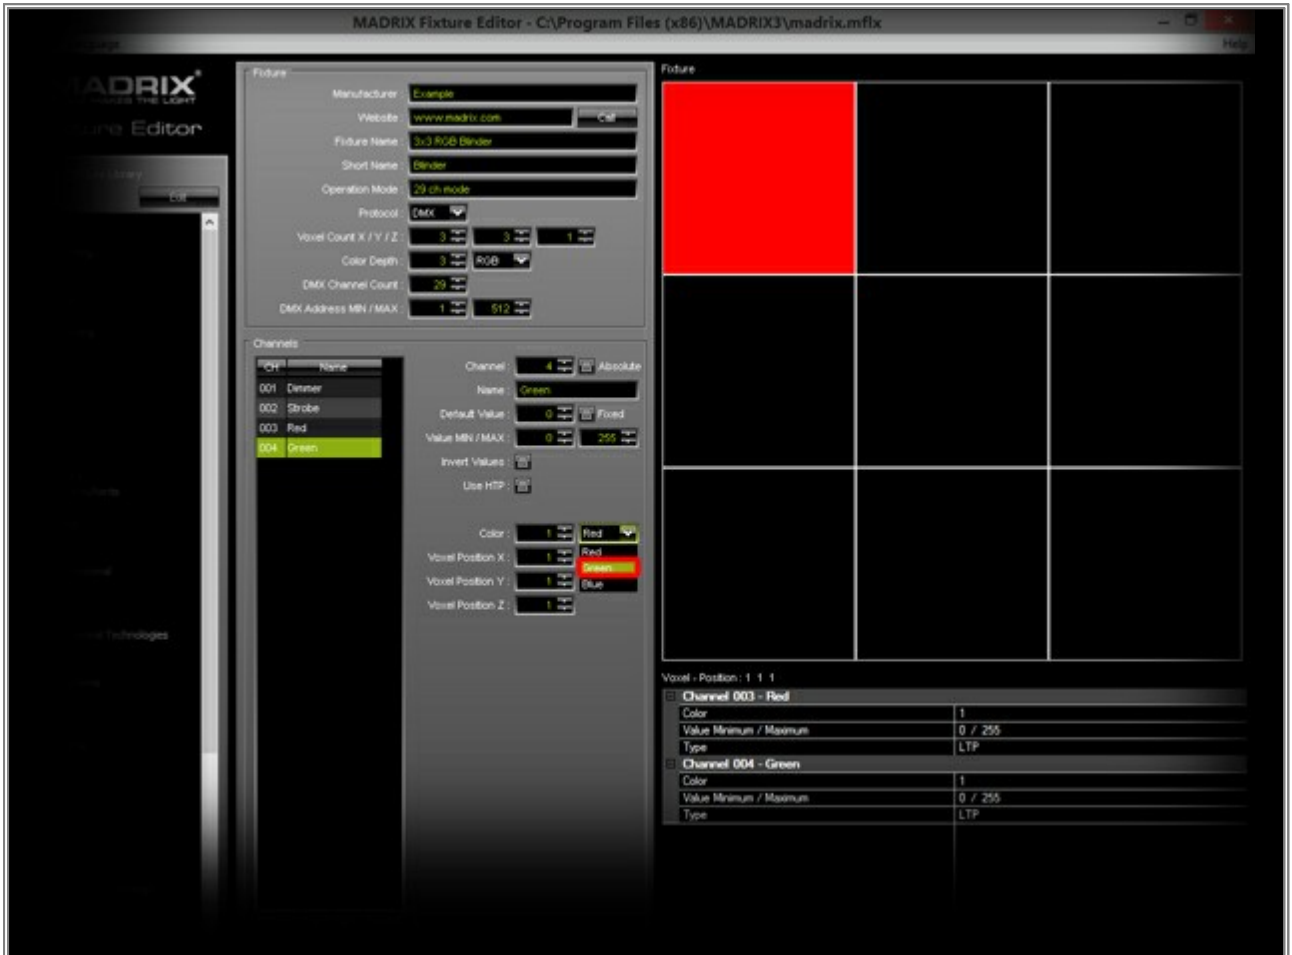 MADRIX Fixture Editor - C:\Program Files (x86)\MADRIX3\madrix.mflx
Help
ADRIX
THE LIGHT
ure Editor
Edit
Technologies
Fixture
Manufacturer : Example
Website : www.madrix.com Call
Fixture Name : 3x3 RGB Blinder
Short Name : Blinder
Operation Mode : 29 ch mode
Protocol : DMX
Voxel Count X / Y / Z : 3 3 1
Color Depth : 3 RGB
DMX Channel Count : 29
DMX Address MIN / MAX : 1 512
Channels
CH Name
001 Dimmer
002 Strobe
003 Red
004 Green
Channel : 4 Absolute
Name : Green
Default Value : 0 Fixed
Value MIN / MAX : 0 255
Invert Values :
Use HTP :
Color : 1 Red
Red
Green
Blue
Voxel Position X : 1
Voxel Position Y : 1
Voxel Position Z : 1
Fixture
Voxel - Position : 1 1 1
Channel 003 - Red
Color 1
Value Minimum / Maximum 0 / 255
Type LTP
Channel 004 - Green
Color 1
Value Minimum / Maximum 0 / 255
Type LTP